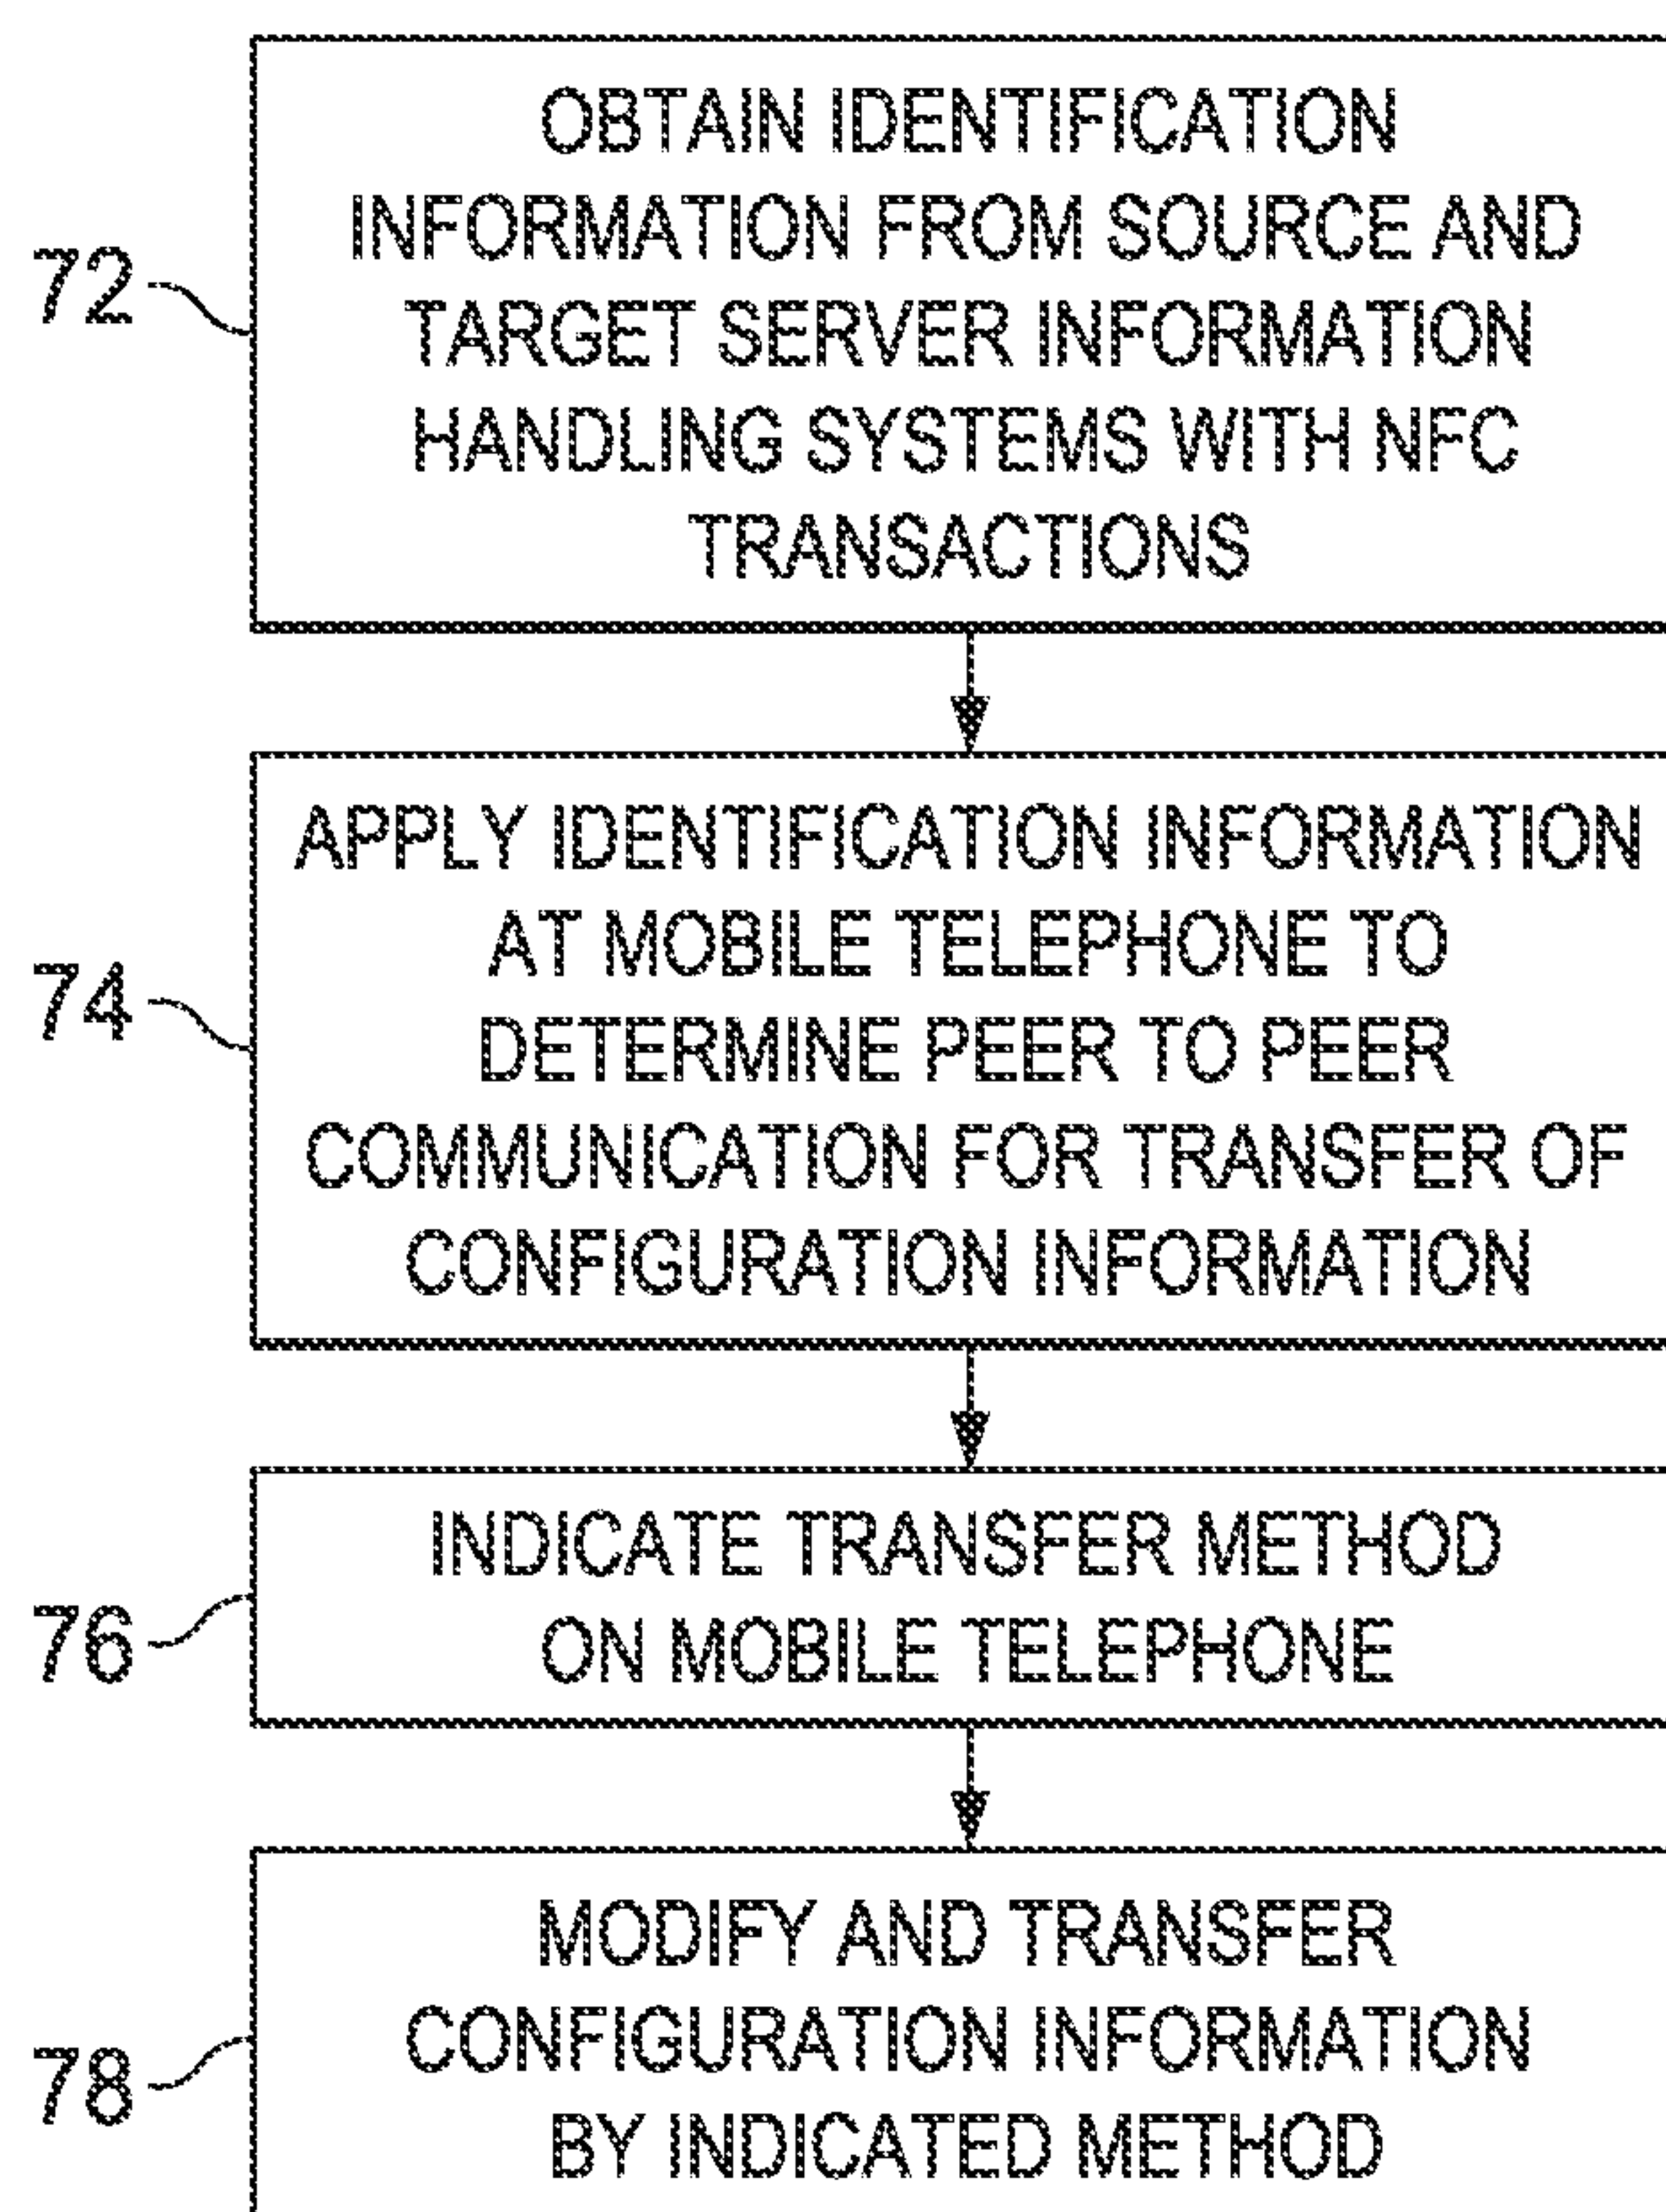 72
OBTAIN IDENTIFICATION
INFORMATION FROM SOURCE AND
TARGET SERVER INFORMATION
HANDLING SYSTEMS WITH NFC
TRANSACTIONS
74
APPLY IDENTIFICATION INFORMATION
AT MOBILE TELEPHONE TO
DETERMINE PEER TO PEER
COMMUNICATION FOR TRANSFER OF
CONFIGURATION INFORMATION
76
INDICATE TRANSFER METHOD
ON MOBILE TELEPHONE
78
MODIFY AND TRANSFER
CONFIGURATION INFORMATION
BY INDICATED METHOD